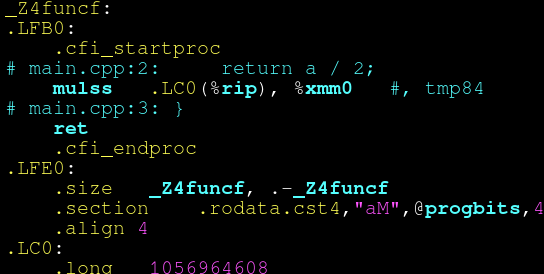 _Z4funcf:
.LFB0:
    .cfi_startproc
# main.cpp:2:     return a / 2;
    mulss   .LC0(%rip), %xmm0   #, tmp84
# main.cpp:3: }
    ret
    .cfi_endproc
.LFE0:
    .size   _Z4funcf, .-_Z4funcf
    .section    .rodata.cst4,"aM",@progbits,4
    .align 4
.LC0:
    .long   1056964608